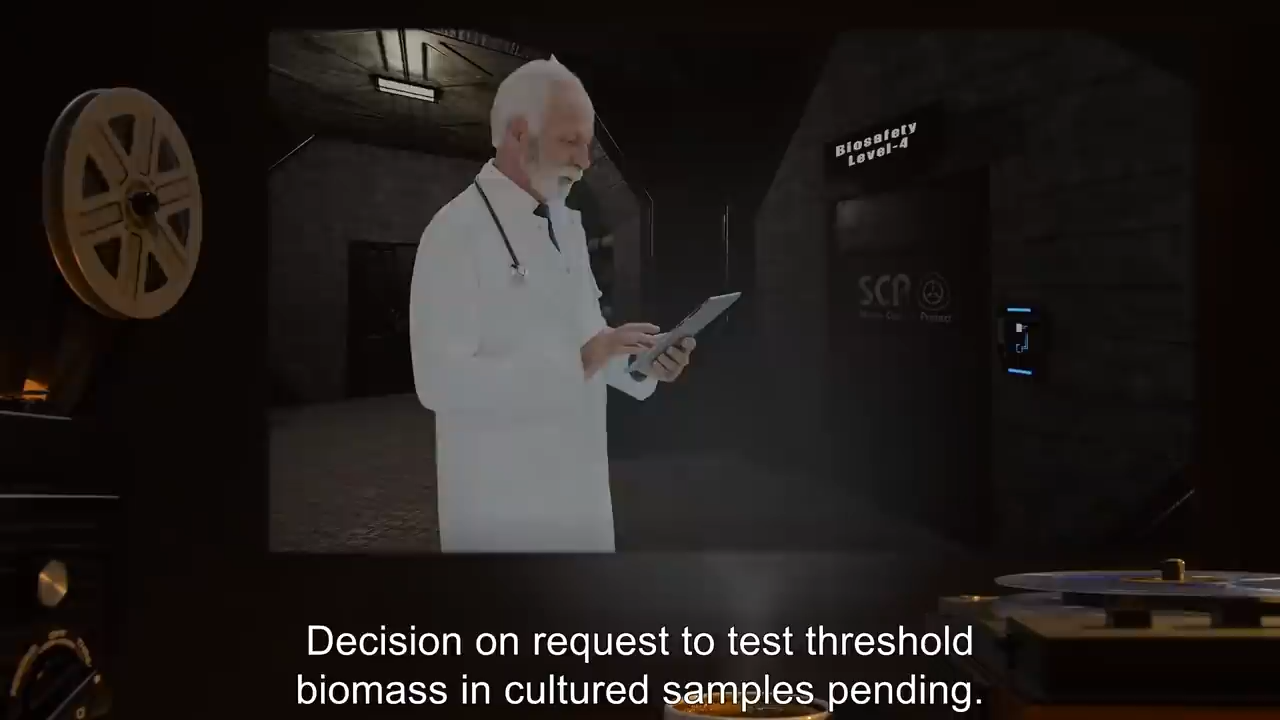 Biosafety
Level-4
SCP
Decision on request to test threshold
biomass in cultured samples pending.